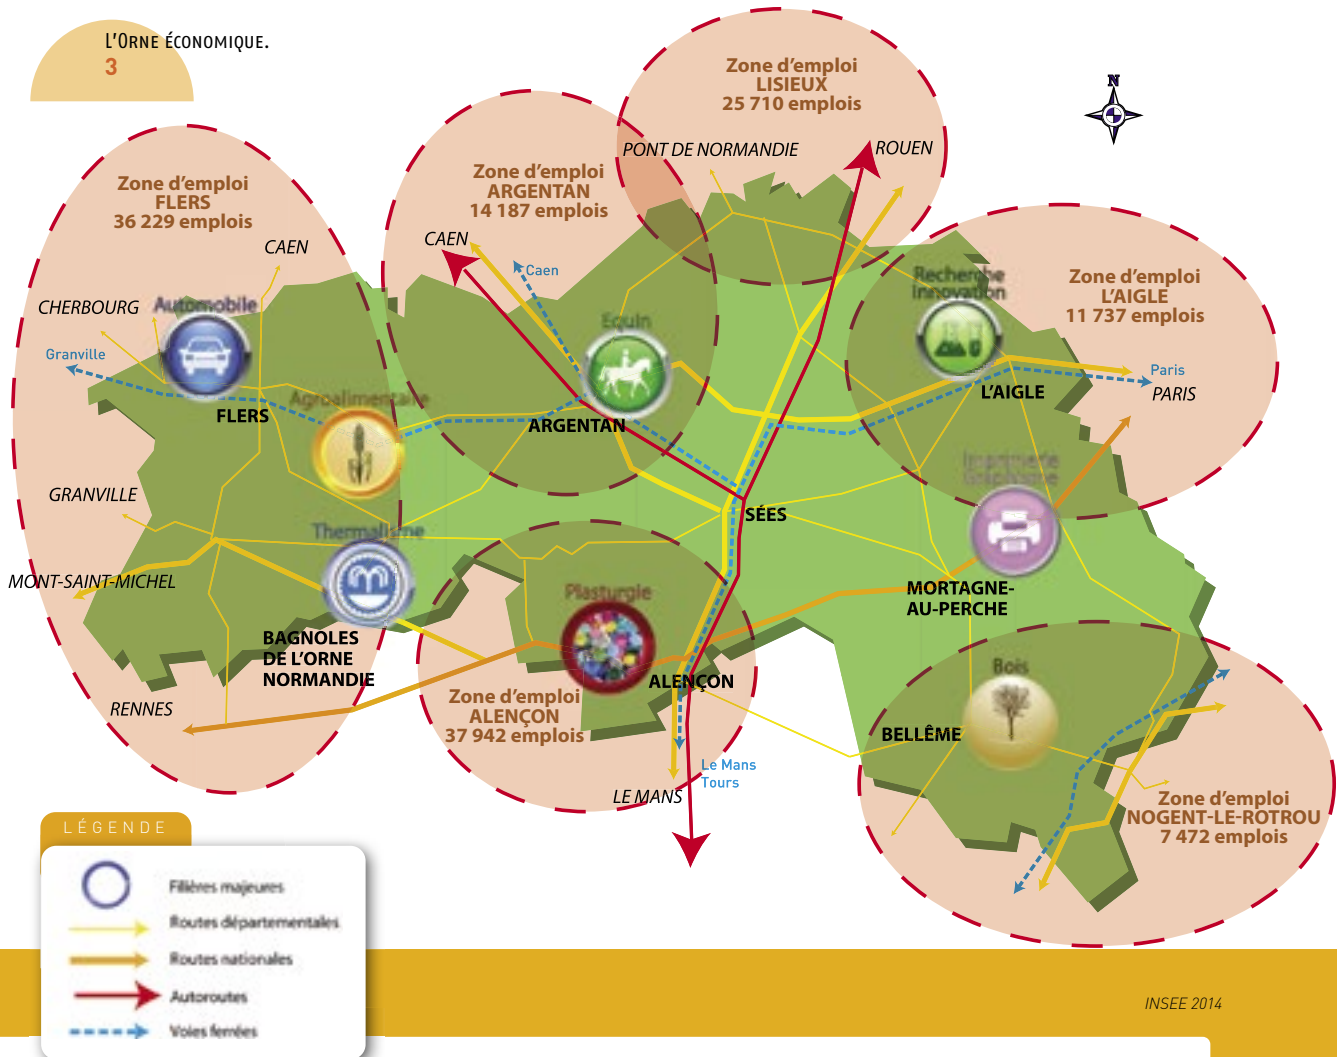 L'ORNE ÉCONOMIQUE.
3
Zone d'emploi
LISIEUX
25 710 emplois
N
PONT DE NORMANDIE
ROUEN
Zone d'emploi
ARGENTAN
14 187 emplois
Zone d'emploi
FLERS
36 229 emplois
CAEN
CAEN
Caen
Recherche
Innovation
Zone d'emploi
L'AIGLE
11 737 emplois
CHERBOURG
Automobile
Equin
Granville
Paris
PARIS
L'AIGLE
Agroalimentaire
FLERS
ARGENTAN
Imprimerie
Graphisme
GRANVILLE
SÉES
Thermalisme
MONT-SAINT-MICHEL
Plasturgie
MORTAGNE-
AU-PERCHE
BAGNOLES
DE L'ORNE
NORMANDIE
Bois
ALENÇON
RENNES
Zone d'emploi
ALENÇON
37 942 emplois
BELLÊME
Le Mans
Tours
LE MANS
Zone d'emploi
NOGENT-LE-ROTROU
7 472 emplois
LÉGENDE
Filières majeures
Routes départementales
Routes nationales
Autoroutes
Voies ferrées
INSEE 2014